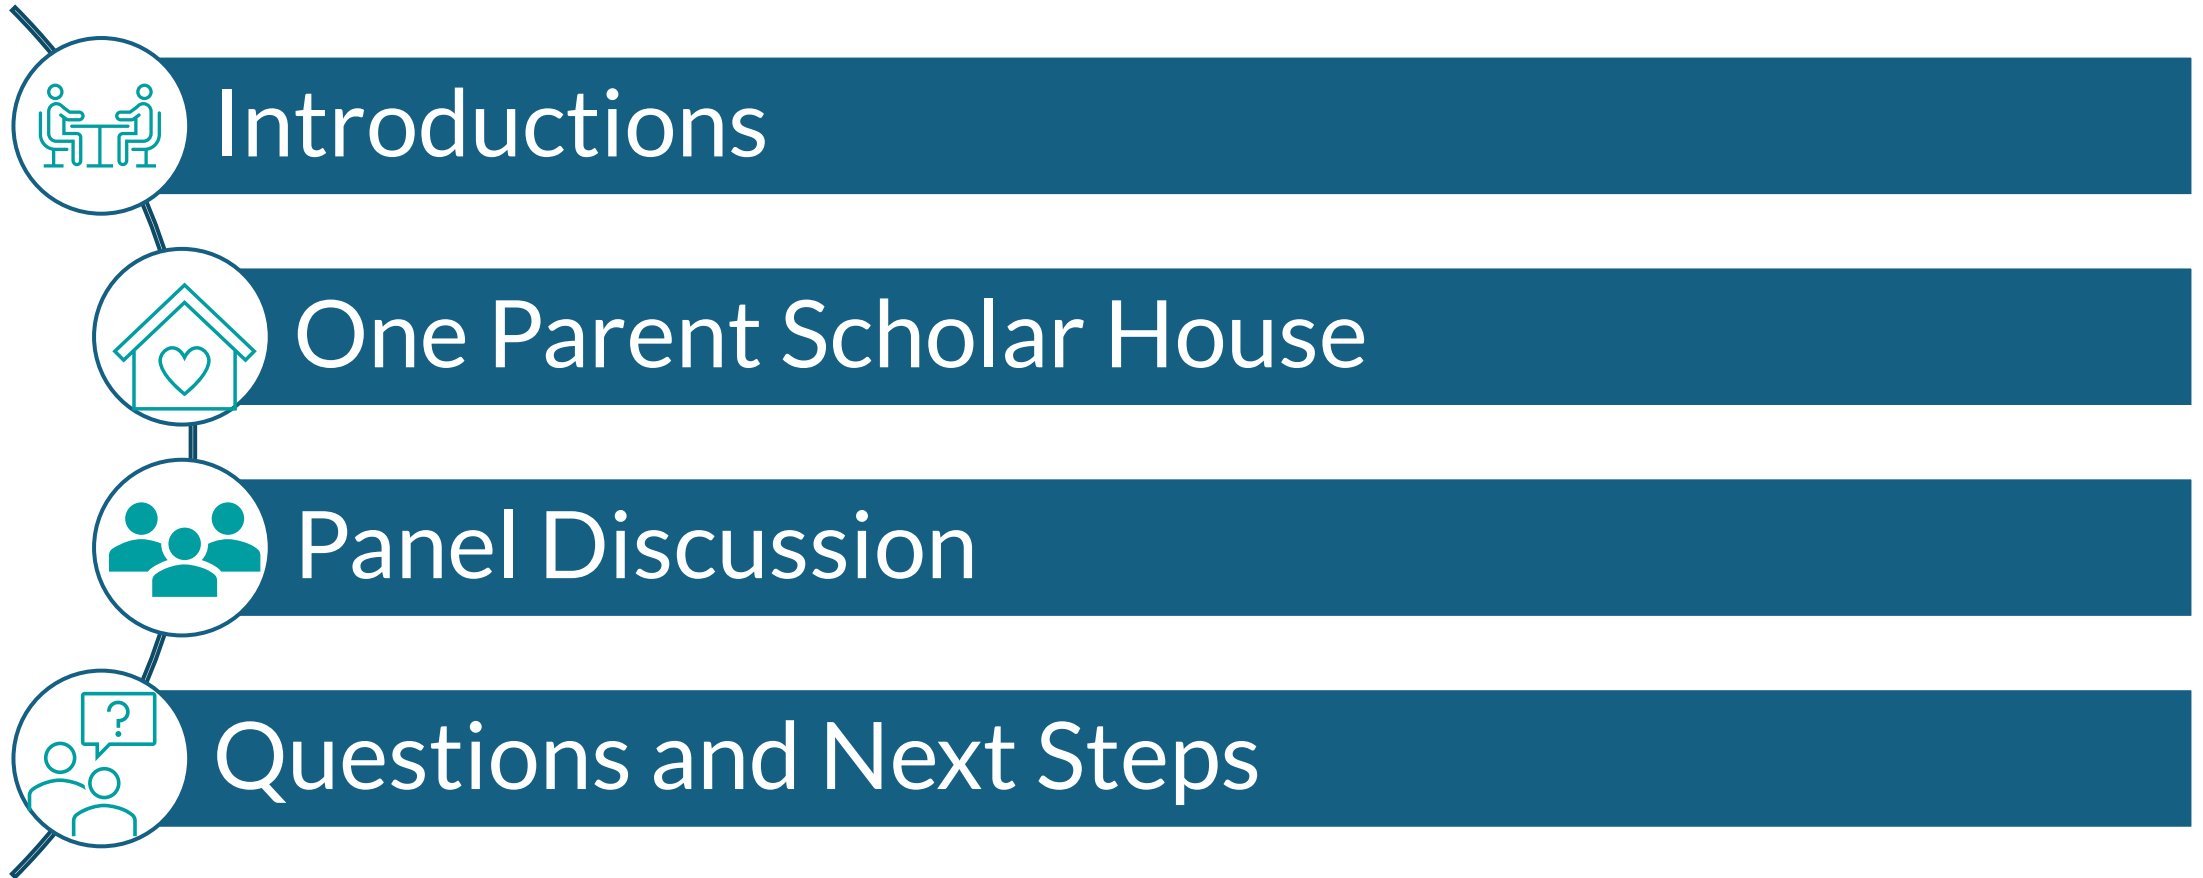 Introductions
One Parent Scholar House
Panel Discussion
?
Questions and Next Steps